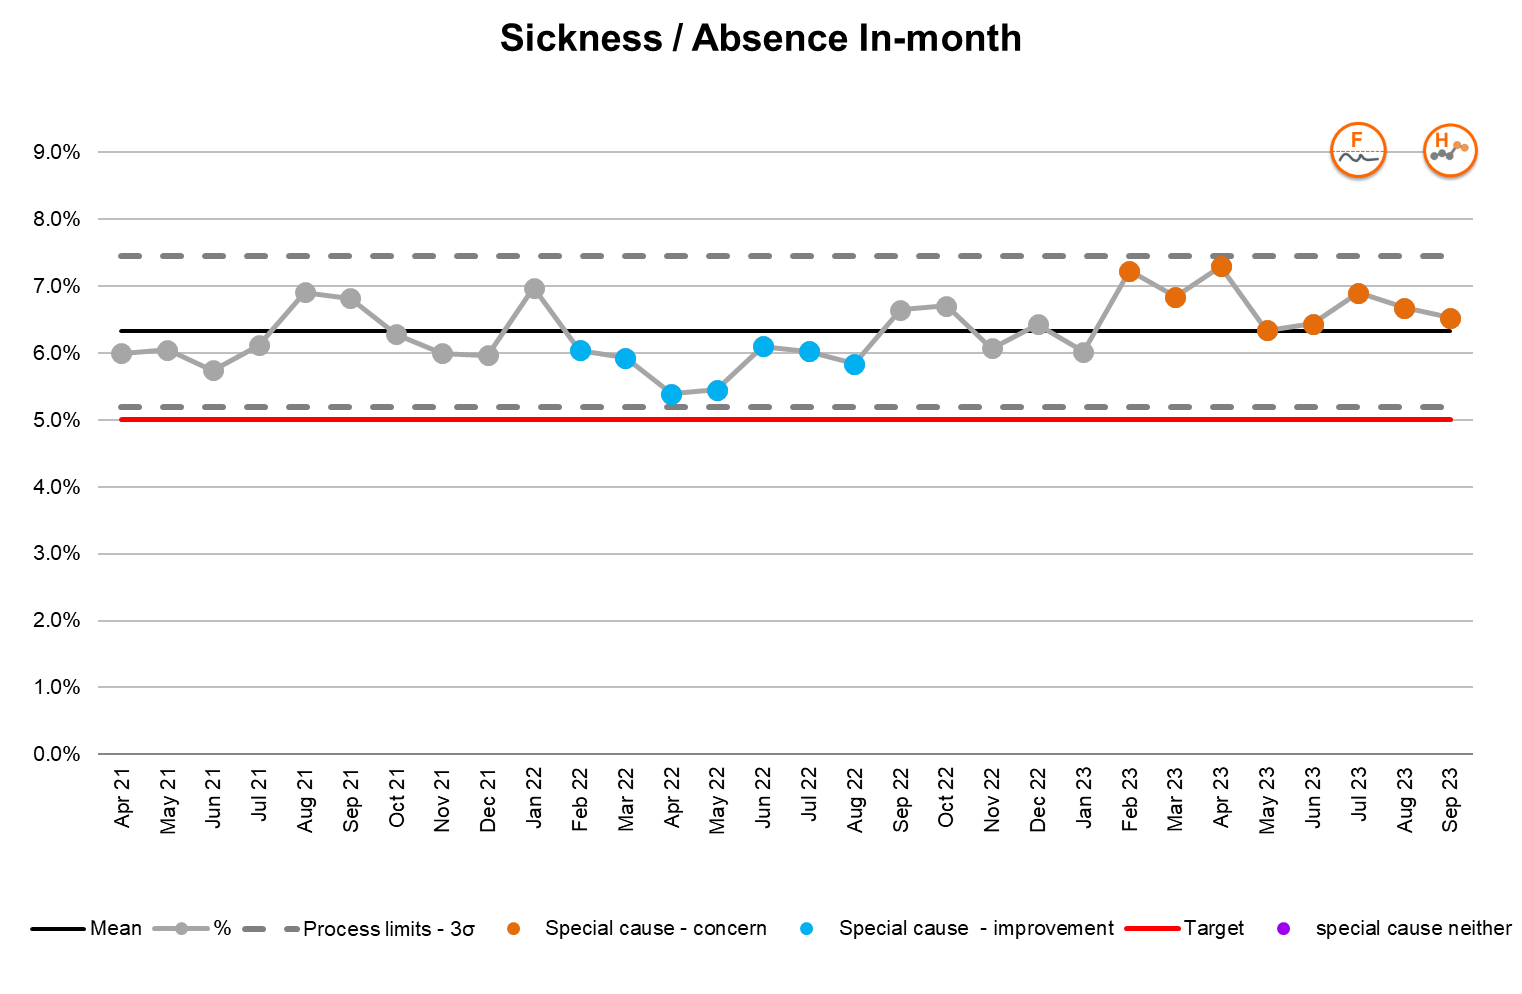 Sickness / Absence In-month
F
H
9.0%
8.0%
7.0%
6.0%
5.0%
4.0%
3.0%
2.0%
1.0%
0.0%
Apr 21
May 21
Jun 21
Jul 21
Aug 21
Sep 21
Oct 21
Nov 21
Dec 21
Jan 22
Feb 22
Mar 22
Apr 22
May 22
Jun 22
Jul 22
Aug 22
Sep 22
Oct 22
Nov 22
Dec 22
Jan 23
Feb 23
Mar 23
Apr 23
May 23
Jun 23
Jul 23
Aug 23
Sep 23
Mean % Process limits - 3σ Special cause - concern Special cause - improvement Target special cause neither